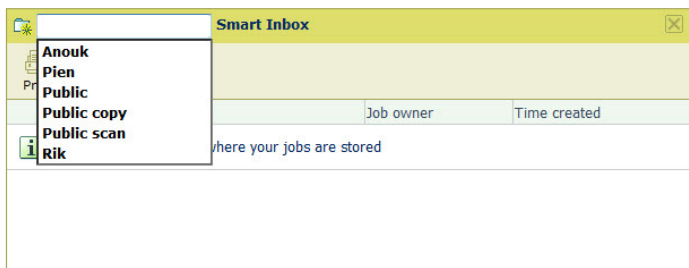 Smart Inbox
Anouk
Pien
Public
Public copy
Public scan
Rik
Pr
Job owner Time created
where your jobs are stored